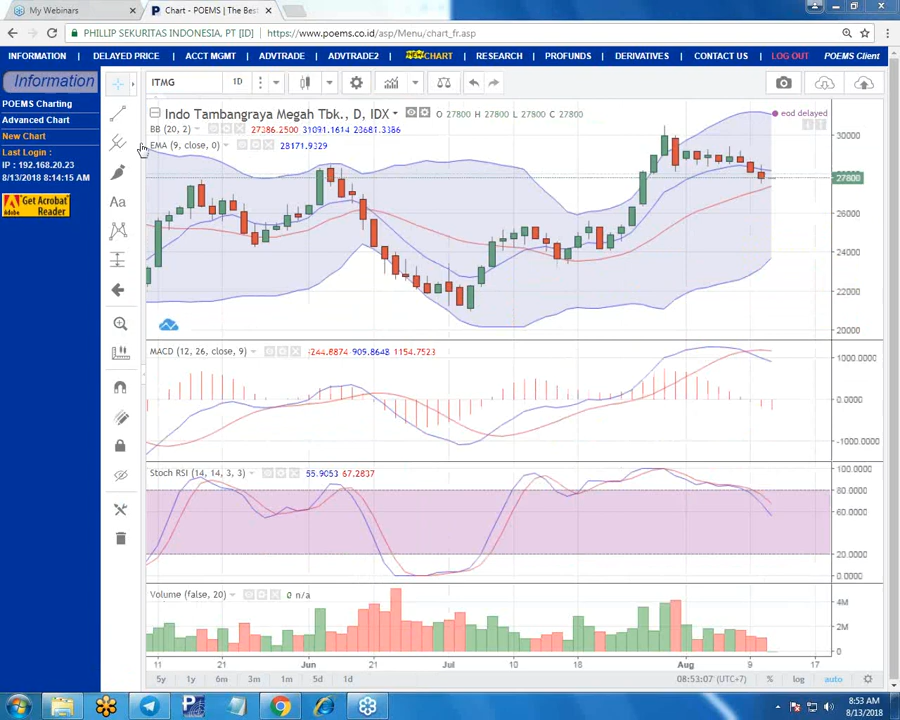 My Webinars
Chart - POEMS | The Bes
PHILLIP SEKURITAS INDONESIA, PT [ID]
https://www.poems.co.id/asp/Menu/chart_fr.asp
INFORMATION DELAYED PRICE ACCT MGMT ADVTRADE ADVTRADE2 NEW CHART RESEARCH PROFUNDS DERIVATIVES CONTACT US LOG OUT POEMS Client
Information
POEMS Charting
Advanced Chart
New Chart
Last Login :
IP : 192.168.20.23
8/13/2018 8:14:15 AM
Get Acrobat
Reader
Adobe
ITMG 1D
Aa
Indo Tambangraya Megah Tbk., D, IDX O 27800 H 27800 L 27800 C 27800
eod delayed
BB (20, 2) 31091.1614
EMA (9, close, 0) 28171.9329
30000
27800
26000
24000
22000
20000
MACD (12, 26, close, 9) -244.8874 909.8648 1154.7523
1000.0000
0.0000
-1000.0000
Stoch RSI (14, 14, 3, 3) 55.9053 67.2837
100.0000
80.0000
60.0000
20.0000
0.0000
Volume (false, 20) 0 n/a
4M
2M
0
11 21 Jun 21 Jul 10 18 Aug 9 17
5y 1y 6m 3m 1m 5d 1d
08:53:07 (UTC+7) % log auto
8:53 AM
8/13/2018